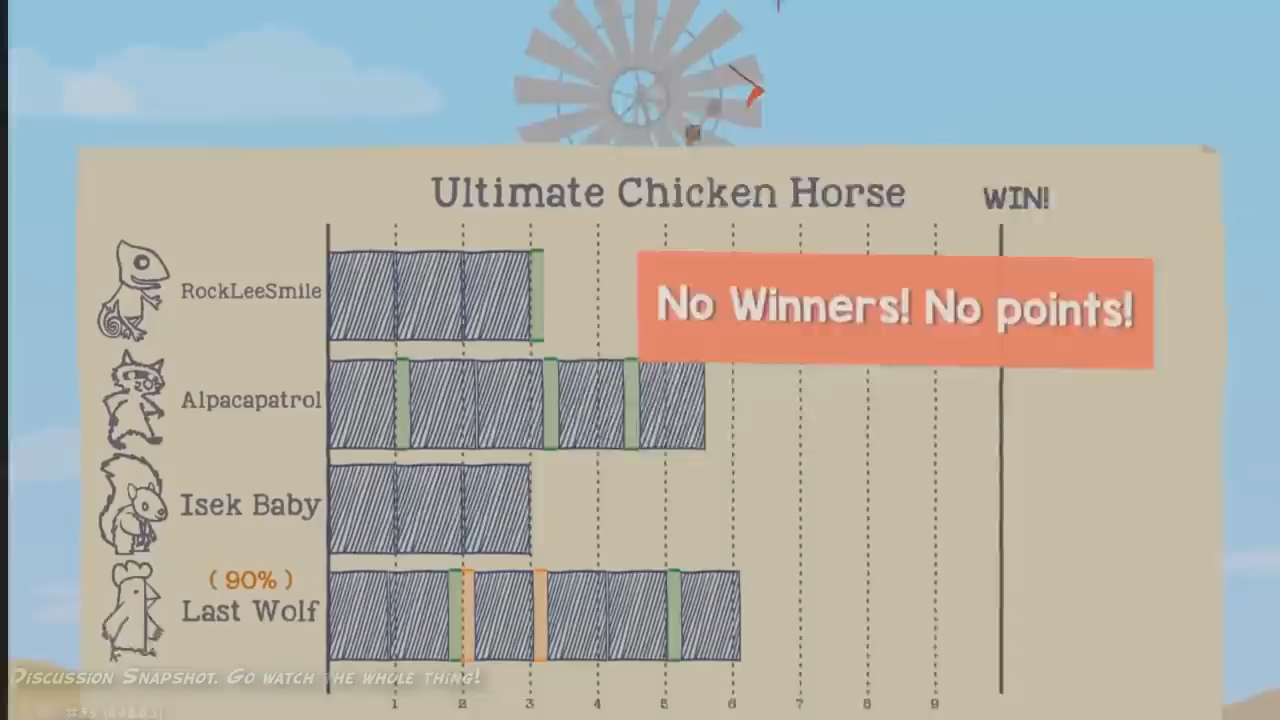 Ultimate Chicken Horse
WIN!
RockLeeSmile
No Winners! No points!
Alpacapatrol
Isek Baby
( 90% )
Last Wolf
Discussion Snapshot. Go watch the whole thing!
1 2 3 4 5 6 7 8 9